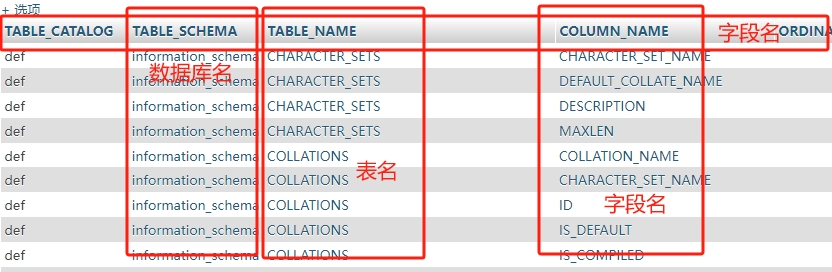 + 选项
TABLE_CATALOG TABLE_SCHEMA TABLE_NAME COLUMN_NAME 字段名 ORDINA
def information_schema CHARACTER_SETS CHARACTER_SET_NAME
数据库名
def information_schema CHARACTER_SETS DEFAULT_COLLATE_NAME
def information_schema CHARACTER_SETS DESCRIPTION
def information_schema CHARACTER_SETS MAXLEN
def information_schema COLLATIONS COLLATION_NAME
表名
def information_schema COLLATIONS CHARACTER_SET_NAME
def information_schema COLLATIONS ID 字段名
def information_schema COLLATIONS IS_DEFAULT
def information_schema COLLATIONS IS_COMPILED